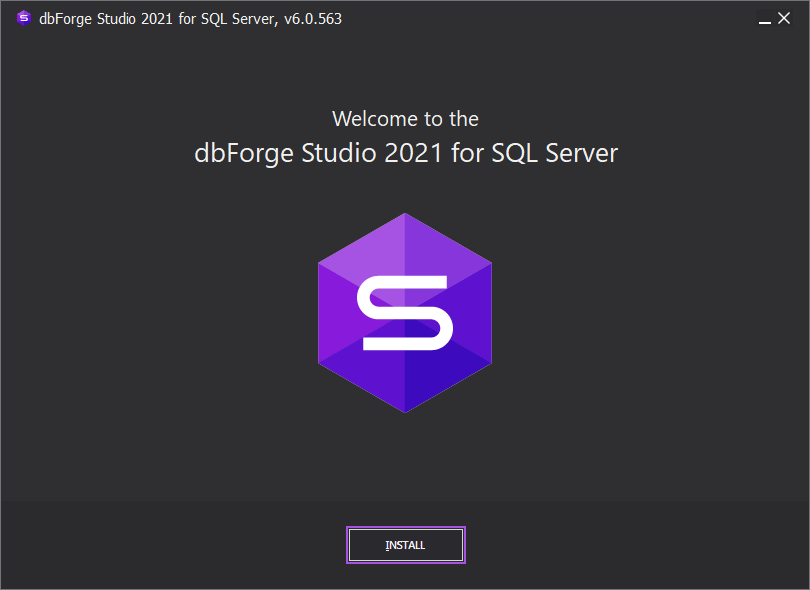 dbForge Studio 2021 for SQL Server, v6.0.563
Welcome to the
dbForge Studio 2021 for SQL Server
S
INSTALL